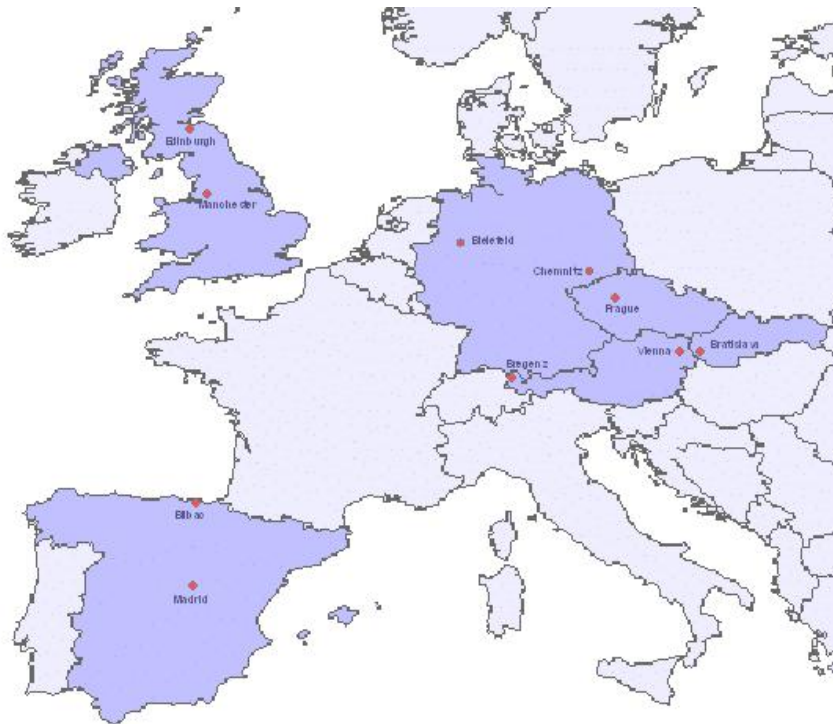 Edinburgh
Manchester
Bielefeld
Chemnitz
Prague
Vienna
Bratislava
Bregenz
Bilbao
Madrid